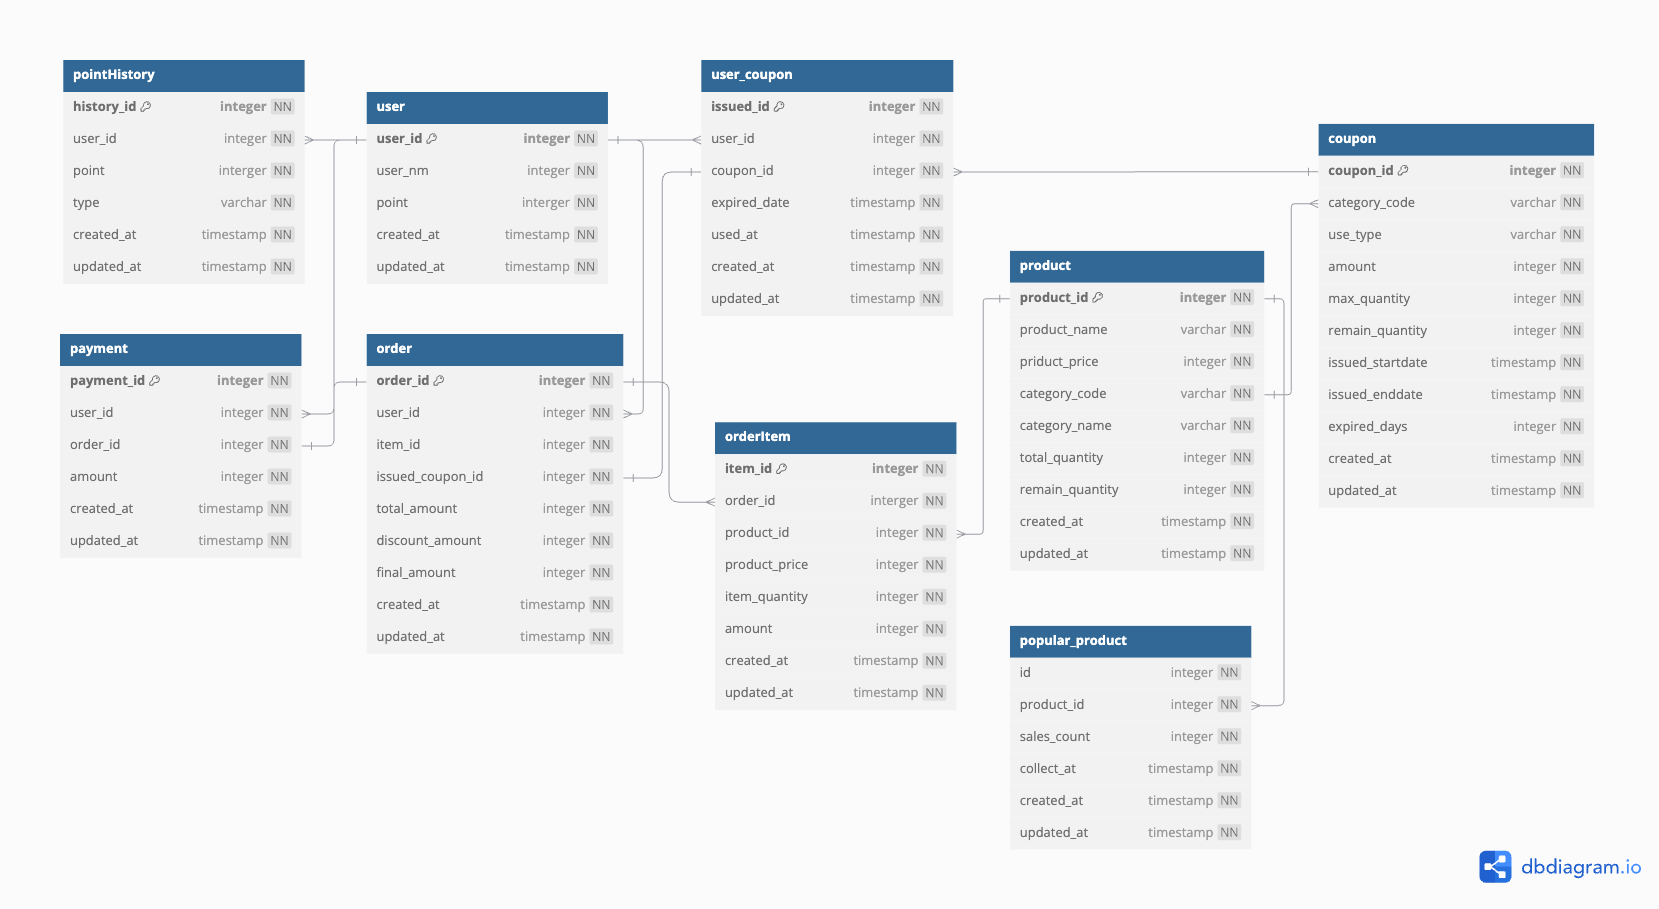 pointHistory
history_id integer NN
user_id integer NN
point interger NN
type varchar NN
created_at timestamp NN
updated_at timestamp NN
user
user_id integer NN
user_nm integer NN
point interger NN
created_at timestamp NN
updated_at timestamp NN
user_coupon
issued_id integer NN
user_id integer NN
coupon_id integer NN
expired_date timestamp NN
used_at timestamp NN
created_at timestamp NN
updated_at timestamp NN
coupon
coupon_id integer NN
category_code varchar NN
use_type varchar NN
amount integer NN
max_quantity integer NN
remain_quantity integer NN
issued_startdate timestamp NN
issued_enddate timestamp NN
expired_days integer NN
created_at timestamp NN
updated_at timestamp NN
product
product_id integer NN
product_name varchar NN
priduct_price integer NN
category_code varchar NN
category_name varchar NN
total_quantity integer NN
remain_quantity integer NN
created_at timestamp NN
updated_at timestamp NN
payment
payment_id integer NN
user_id integer NN
order_id integer NN
amount integer NN
created_at timestamp NN
updated_at timestamp NN
order
order_id integer NN
user_id integer NN
item_id integer NN
issued_coupon_id integer NN
total_amount integer NN
discount_amount integer NN
final_amount integer NN
created_at timestamp NN
updated_at timestamp NN
orderItem
item_id integer NN
order_id interger NN
product_id integer NN
product_price integer NN
item_quantity integer NN
amount integer NN
created_at timestamp NN
updated_at timestamp NN
popular_product
id integer NN
product_id integer NN
sales_count integer NN
collect_at timestamp NN
created_at timestamp NN
updated_at timestamp NN
dbdiagram.io